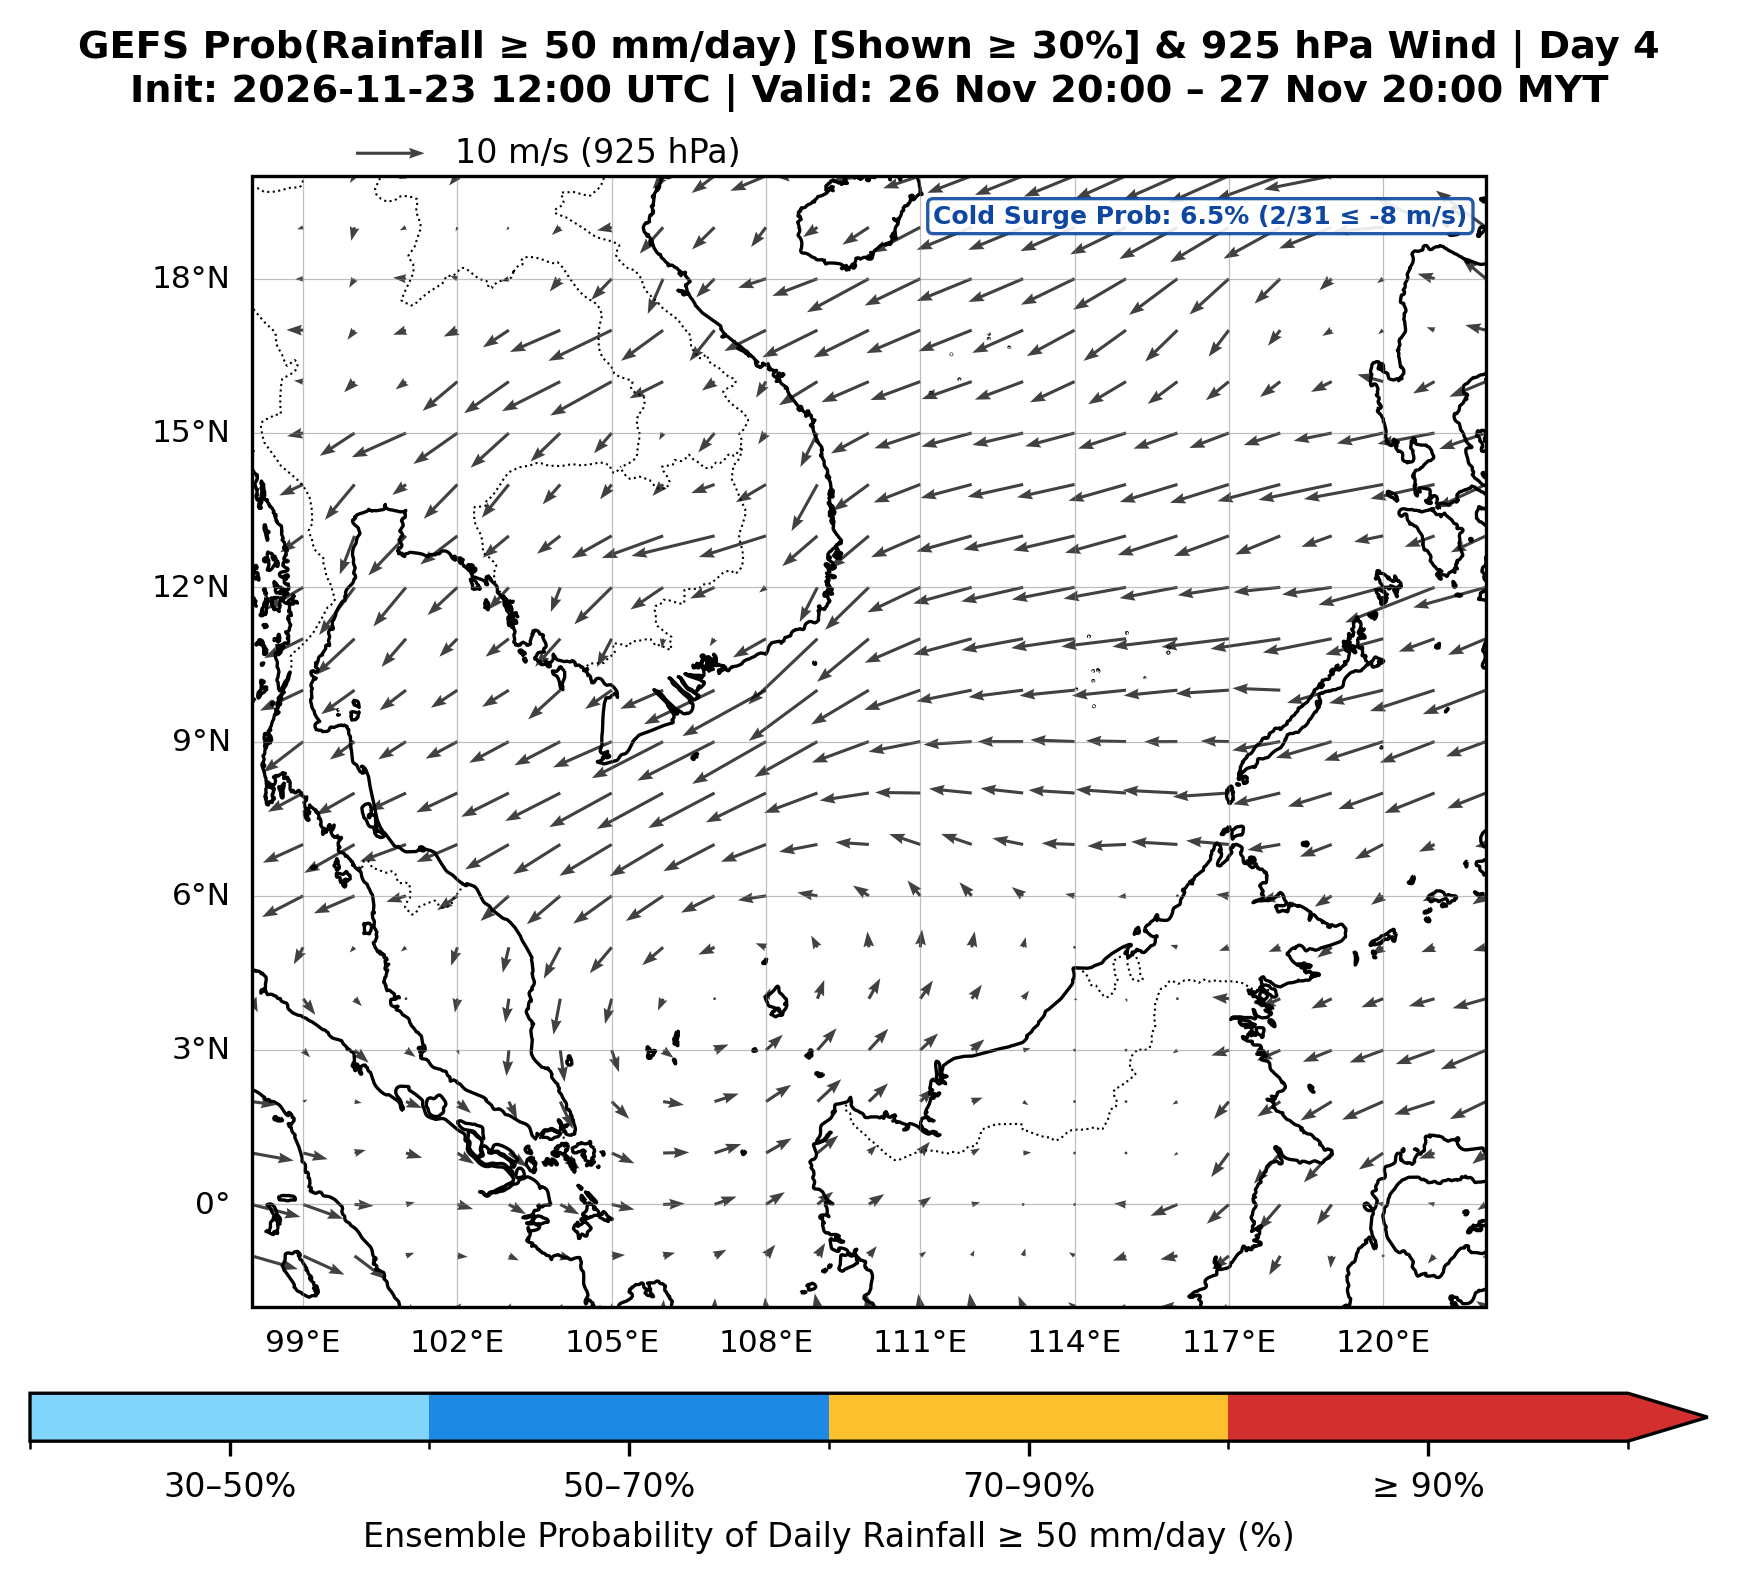 GEFS Prob(Rainfall ≥ 50 mm/day) [Shown ≥ 30%] & 925 hPa Wind | Day 4
Init: 2026-11-23 12:00 UTC | Valid: 26 Nov 20:00 – 27 Nov 20:00 MYT
10 m/s (925 hPa)
Cold Surge Prob: 6.5% (2/31 ≤ -8 m/s)
18°N
15°N
12°N
9°N
6°N
3°N
0°
99°E 102°E 105°E 108°E 111°E 114°E 117°E 120°E
30–50% 50–70% 70–90% ≥ 90%
Ensemble Probability of Daily Rainfall ≥ 50 mm/day (%)